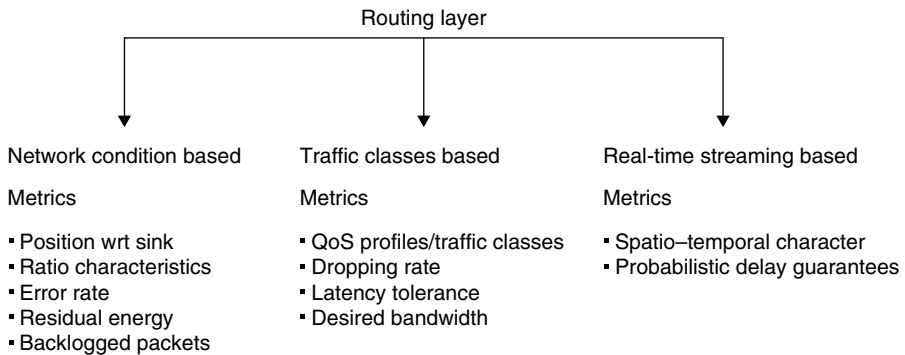 Routing layer
Network condition based
Metrics
▪ Position wrt sink
▪ Ratio characteristics
▪ Error rate
▪ Residual energy
▪ Backlogged packets
Traffic classes based
Metrics
▪ QoS profiles/traffic classes
▪ Dropping rate
▪ Latency tolerance
▪ Desired bandwidth
Real-time streaming based
Metrics
▪ Spatio–temporal character
▪ Probabilistic delay guarantees